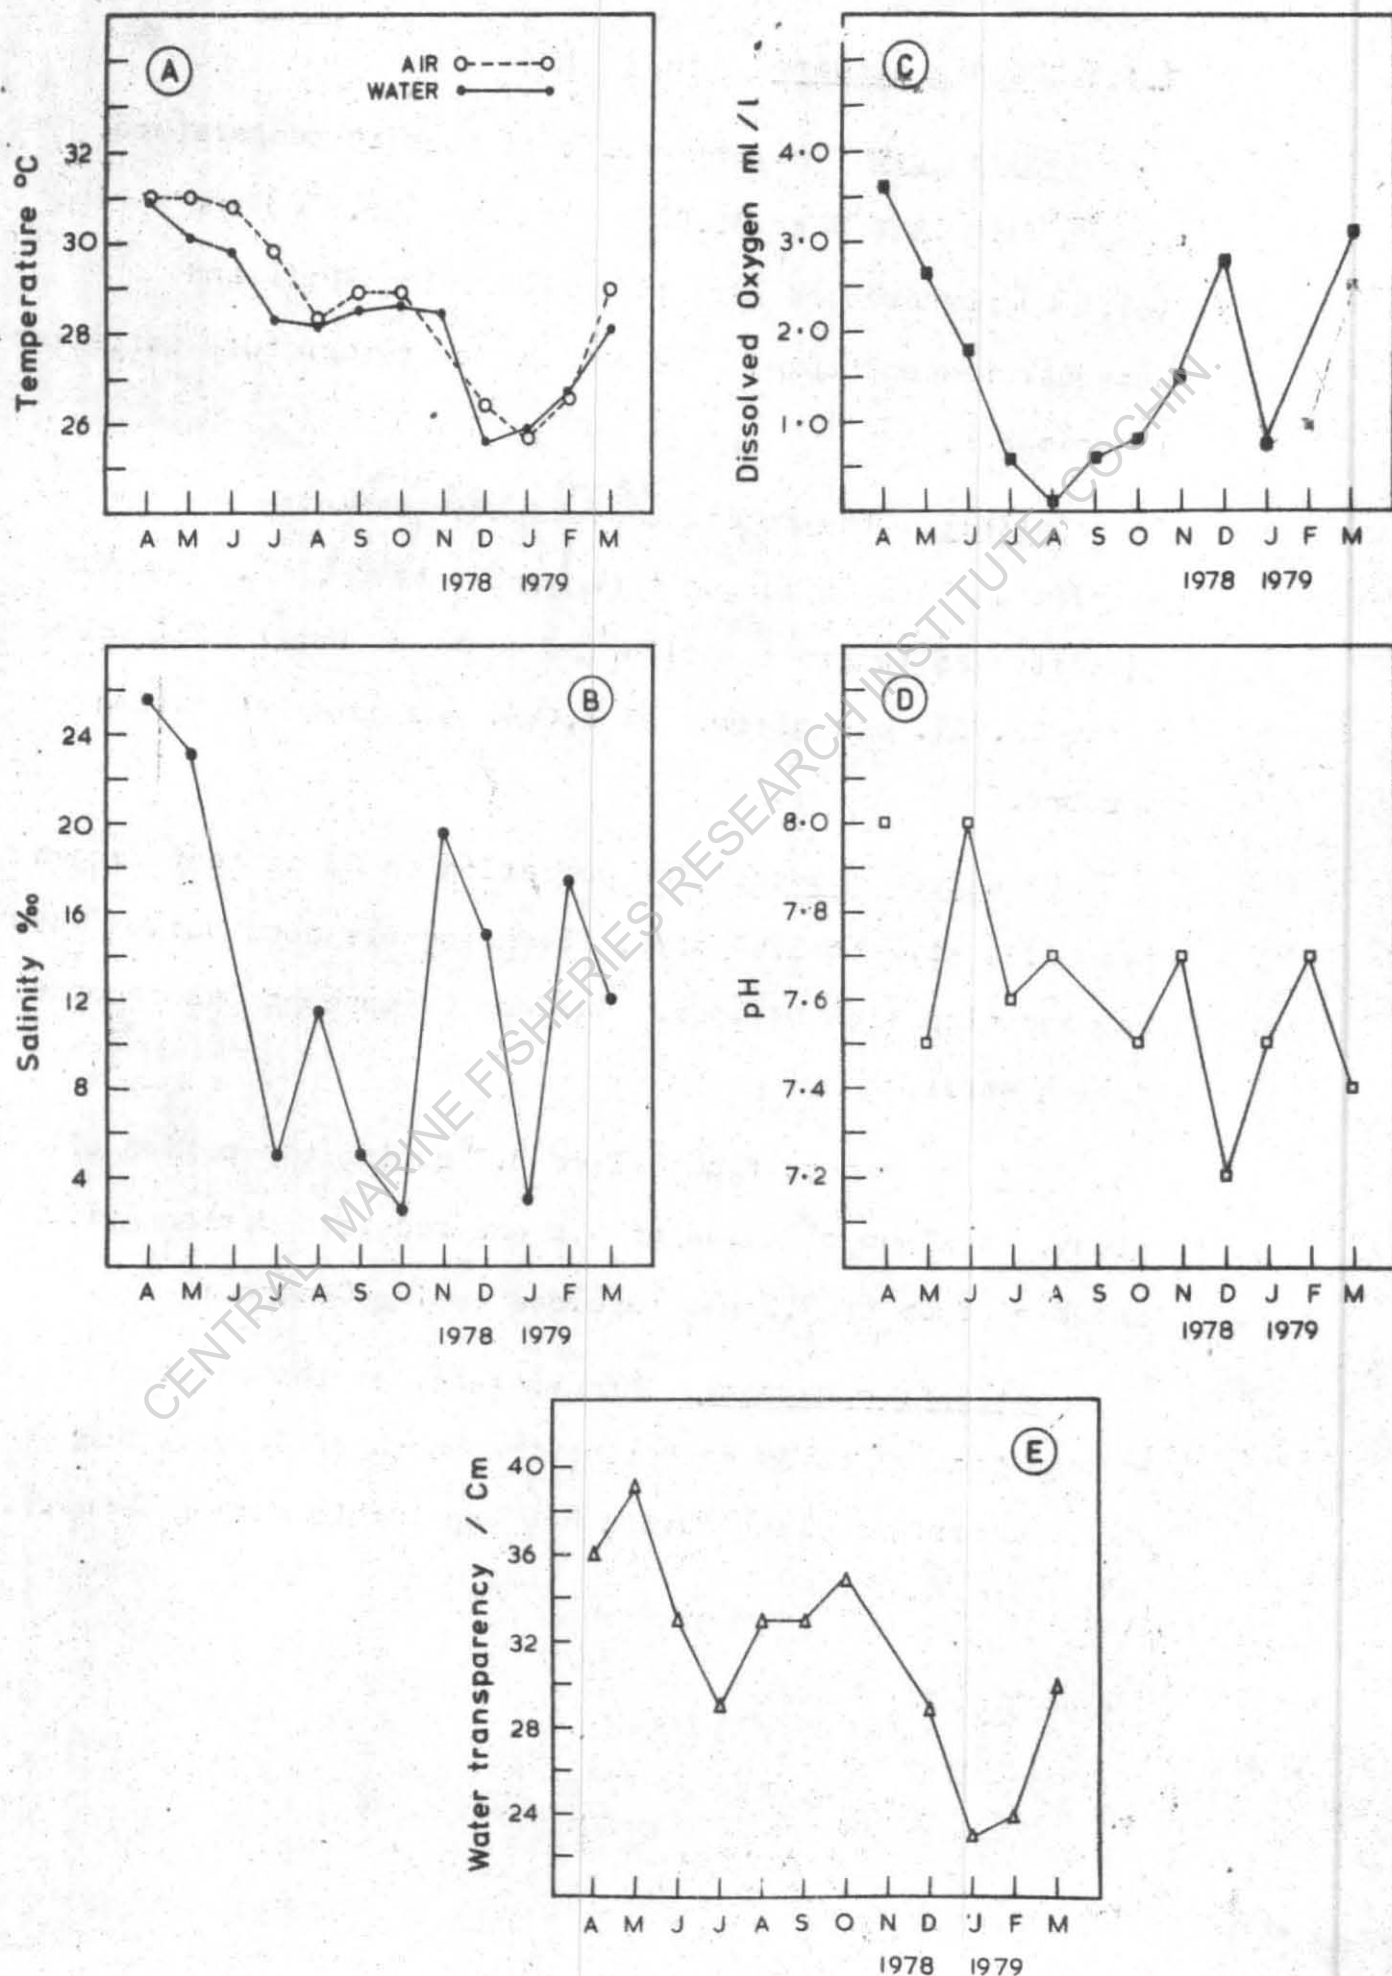 A
AIR
WATER
Temperature °C
32
30
28
26
A M J J A S O N D J F M
1978 1979
C
Dissolved Oxygen ml / l
4·0
3·0
2·0
1·0
A M J J A S O N D J F M
1978 1979
B
Salinity ‰
24
20
16
12
8
4
A M J J A S O N D J F M
1978 1979
D
pH
8·0
7·8
7·6
7·4
7·2
A M J J A S O N D J F M
1978 1979
E
Water transparency / Cm
40
36
32
28
24
A M J J A S O N D J F M
1978 1979
CENTRAL MARINE FISHERIES RESEARCH INSTITUTE, COCHIN.